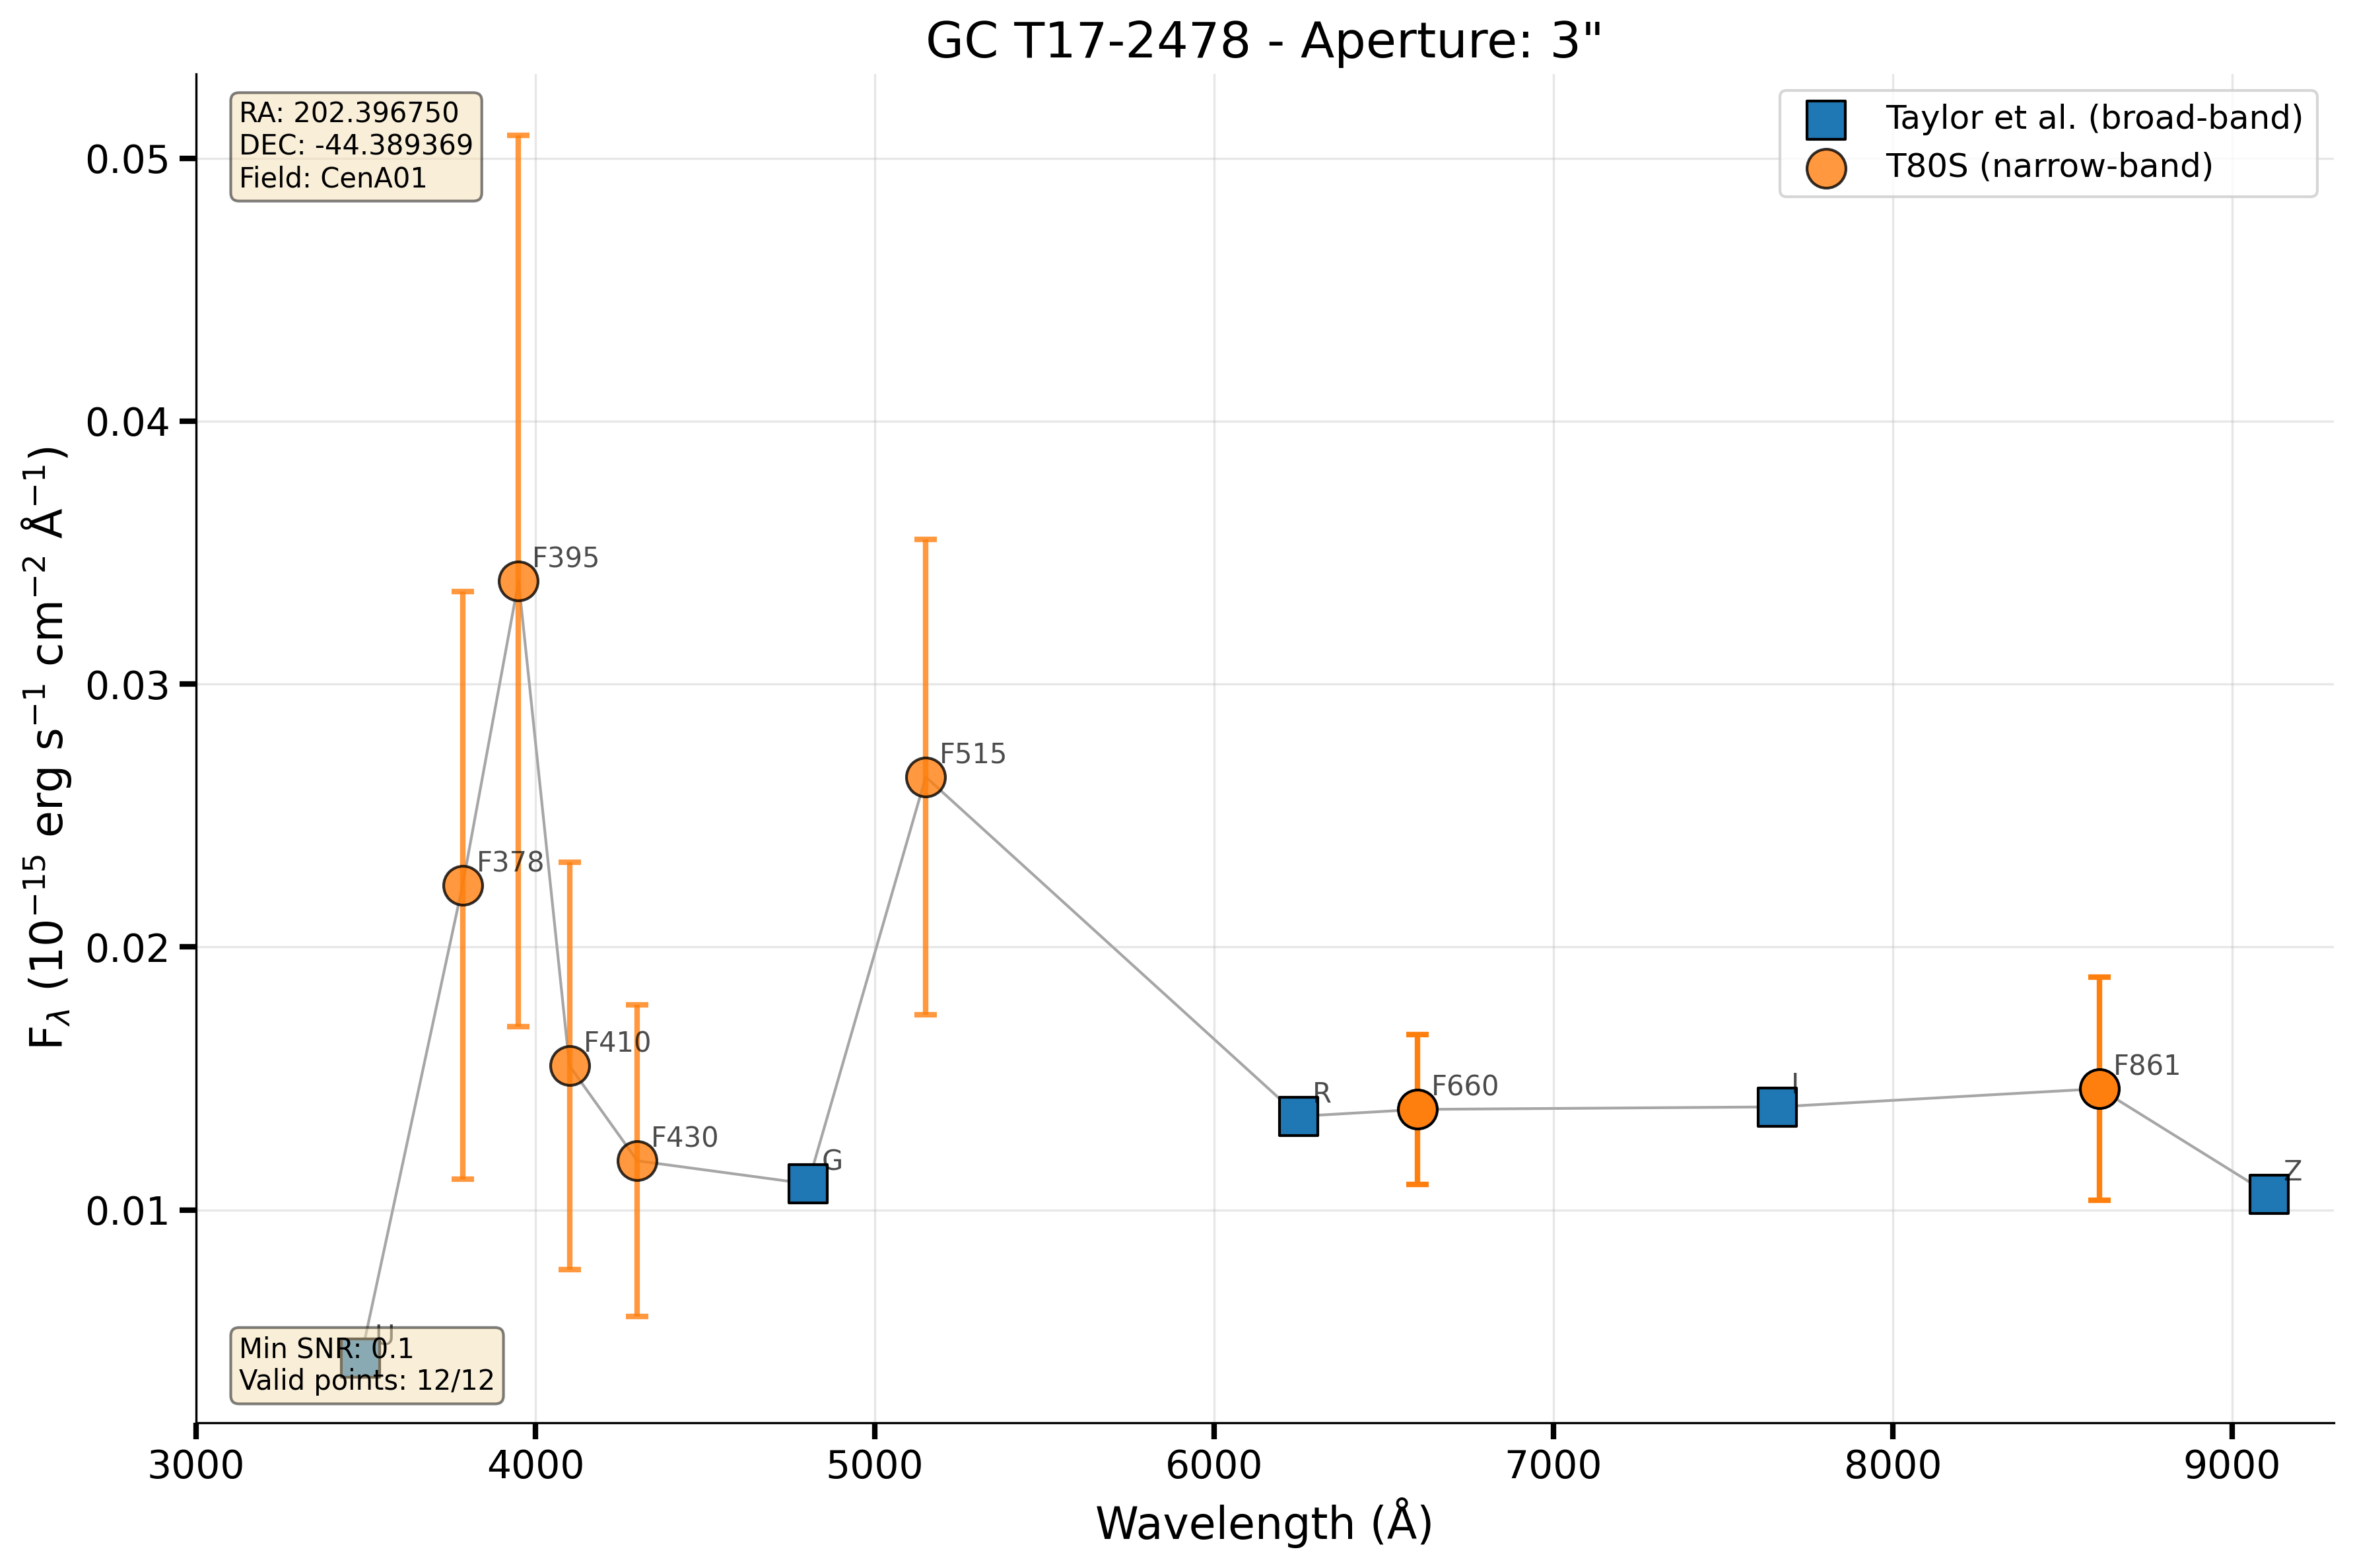 GC T17-2478 - Aperture: 3"
RA: 202.396750
DEC: -44.389369
Field: CenA01
Taylor et al. (broad-band)
T80S (narrow-band)
0.05
0.04
0.03
0.02
0.01
F_λ (10⁻¹⁵ erg s⁻¹ cm⁻² Å⁻¹)
F395
F378
F410
F430
F515
G
R
F660
I
F861
Z
U
Min SNR: 0.1
Valid points: 12/12
3000 4000 5000 6000 7000 8000 9000
Wavelength (Å)